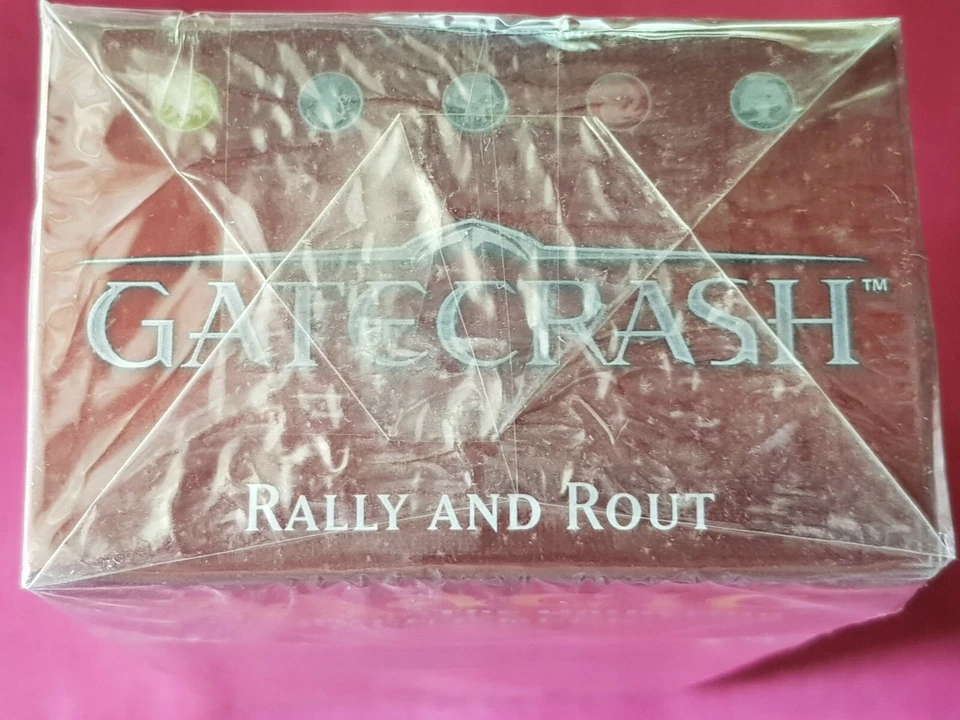 GATECRASH™
RALLY AND ROUT